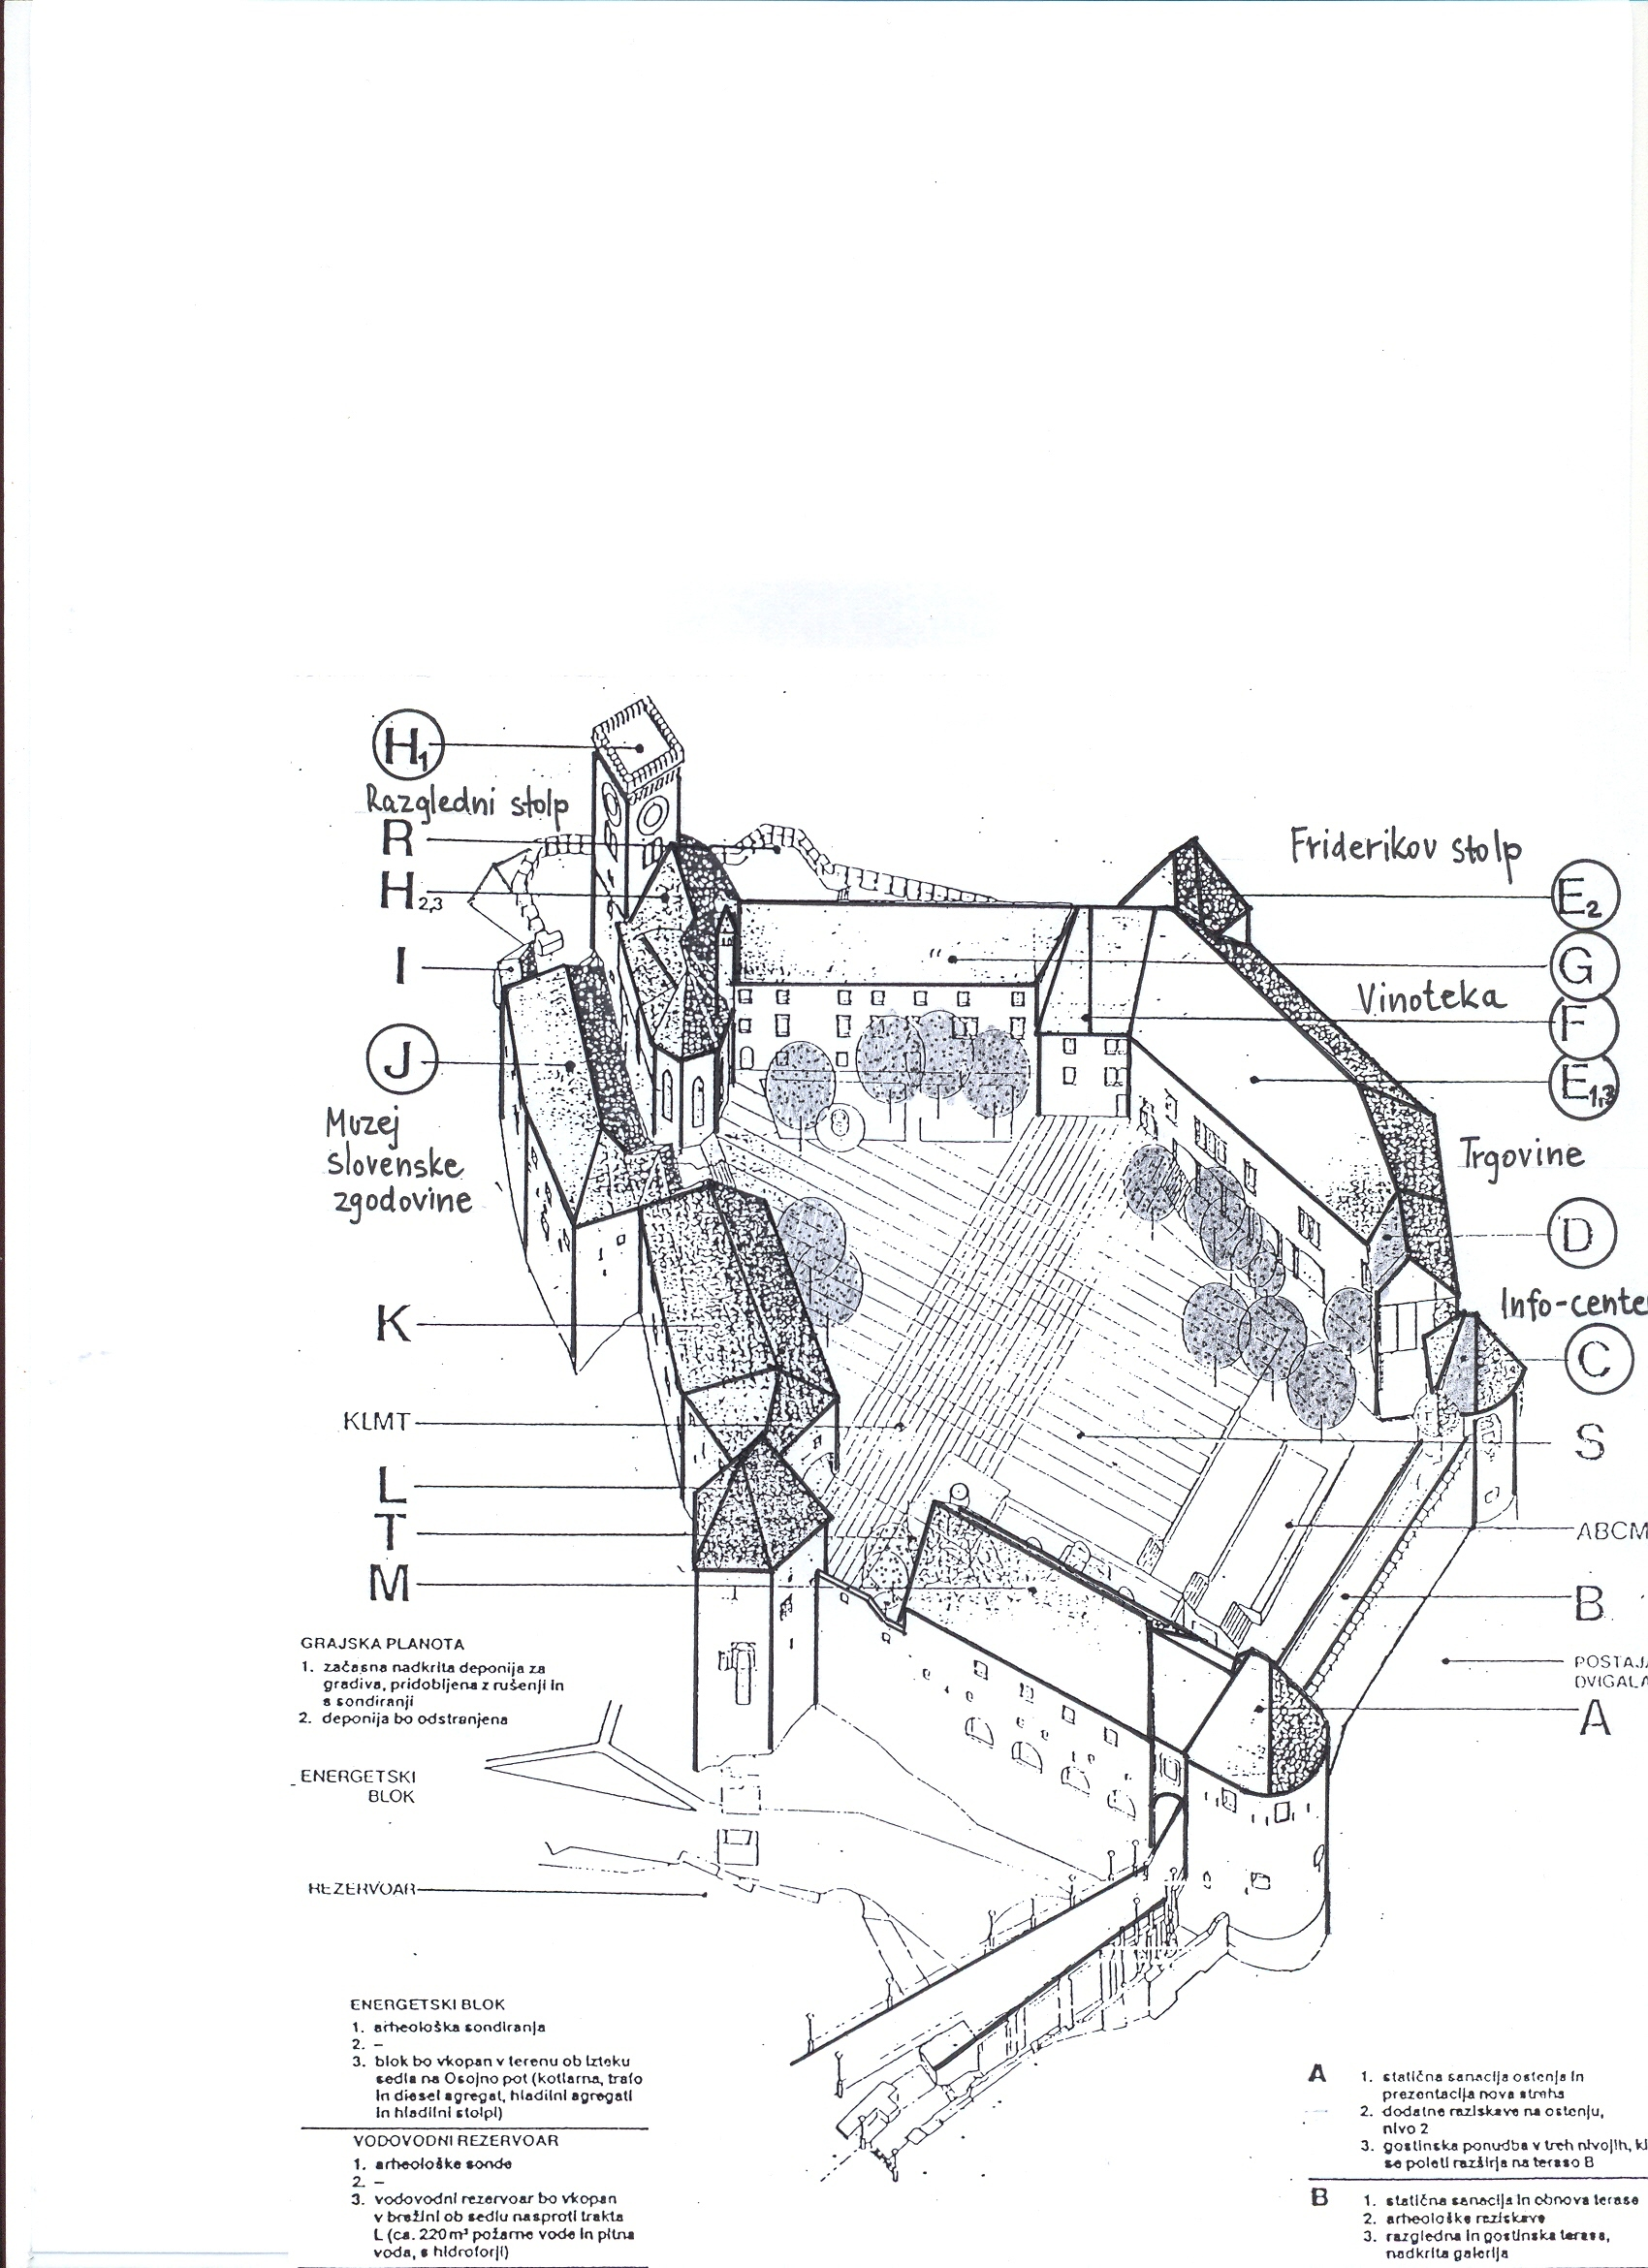 H1
Razgledni stolp
R
H2,3
I
J
Muzej
slovenske
zgodovine
K
KLMT
L
T
M
Friderikov stolp
E2
G
Vinoteka
F
E1,3
Trgovine
D
Info-cente
C
S
ABCM
B
POSTAJ
DVIGALA
A
GRAJSKA PLANOTA
1. začasna nadkrita deponija za
gradiva, pridobljena z rušenji in
s sondiranji
2. deponija bo odstranjena
ENERGETSKI
BLOK
REZERVOAR
ENERGETSKI BLOK
1. arheološka sondiranja
2. –
3. blok bo vkopan v terenu ob izteku
sedla na Osojno pot (kotlarna, trafo
in diesel agregat, hladilni agregati
in hladilni stolpi)
VODOVODNI REZERVOAR
1. arheološke sonde
2. –
3. vodovodni rezervoar bo vkopan
v brežini ob sedlu nasproti trakta
L (ca. 220 m³ požarne vode in pitna
voda, s hidroforji)
A
1. statična sanacija ostenja in
prezentacija nova streha
2. dodatne raziskave na ostenju,
nivo 2
3. gostinska ponudba v treh nivojih, ki
se poleti razširja na teraso B
B
1. statična sanacija in obnova terase
2. arheološke raziskave
3. razgledna in gostinska terasa,
nadkrita galerija